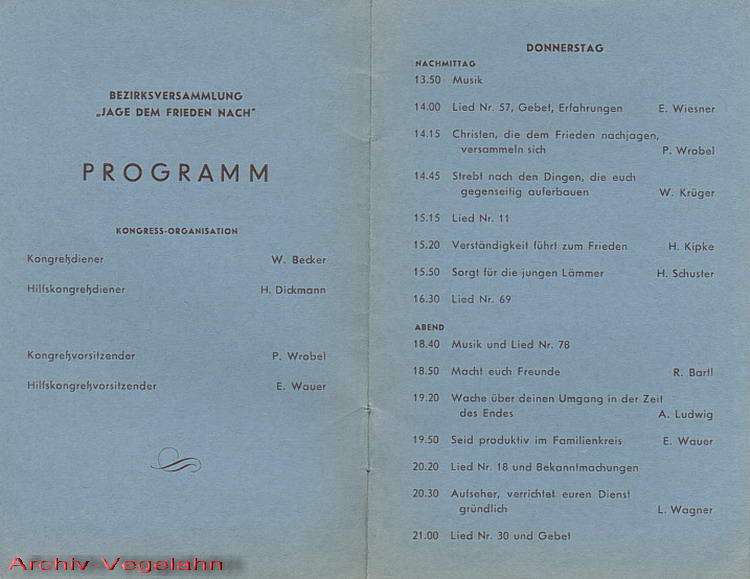 BEZIRKSVERSAMMLUNG
„JAGE DEM FRIEDEN NACH"
PROGRAMM
KONGRESS-ORGANISATION
Kongreßdiener W. Becker
Hilfskongreßdiener H. Dickmann
Kongreßvorsitzender P. Wrobel
Hilfskongreßvorsitzender E. Wauer
DONNERSTAG
NACHMITTAG
13.50 Musik
14.00 Lied Nr. 57, Gebet, Erfahrungen E. Wiesner
14.15 Christen, die dem Frieden nachjagen,
versammeln sich P. Wrobel
14.45 Strebt nach den Dingen, die euch
gegenseitig auferbauen W. Krüger
15.15 Lied Nr. 11
15.20 Verständigkeit führt zum Frieden H. Kipke
15.50 Sorgt für die jungen Lämmer H. Schuster
16.30 Lied Nr. 69
ABEND
18.40 Musik und Lied Nr. 78
18.50 Macht euch Freunde R. Bartl
19.20 Wache über deinen Umgang in der Zeit
des Endes A. Ludwig
19.50 Seid produktiv im Familienkreis E. Wauer
20.20 Lied Nr. 18 und Bekanntmachungen
20.30 Aufseher, verrichtet euren Dienst
gründlich L. Wagner
21.00 Lied Nr. 30 und Gebet
Archiv-Vogelahn